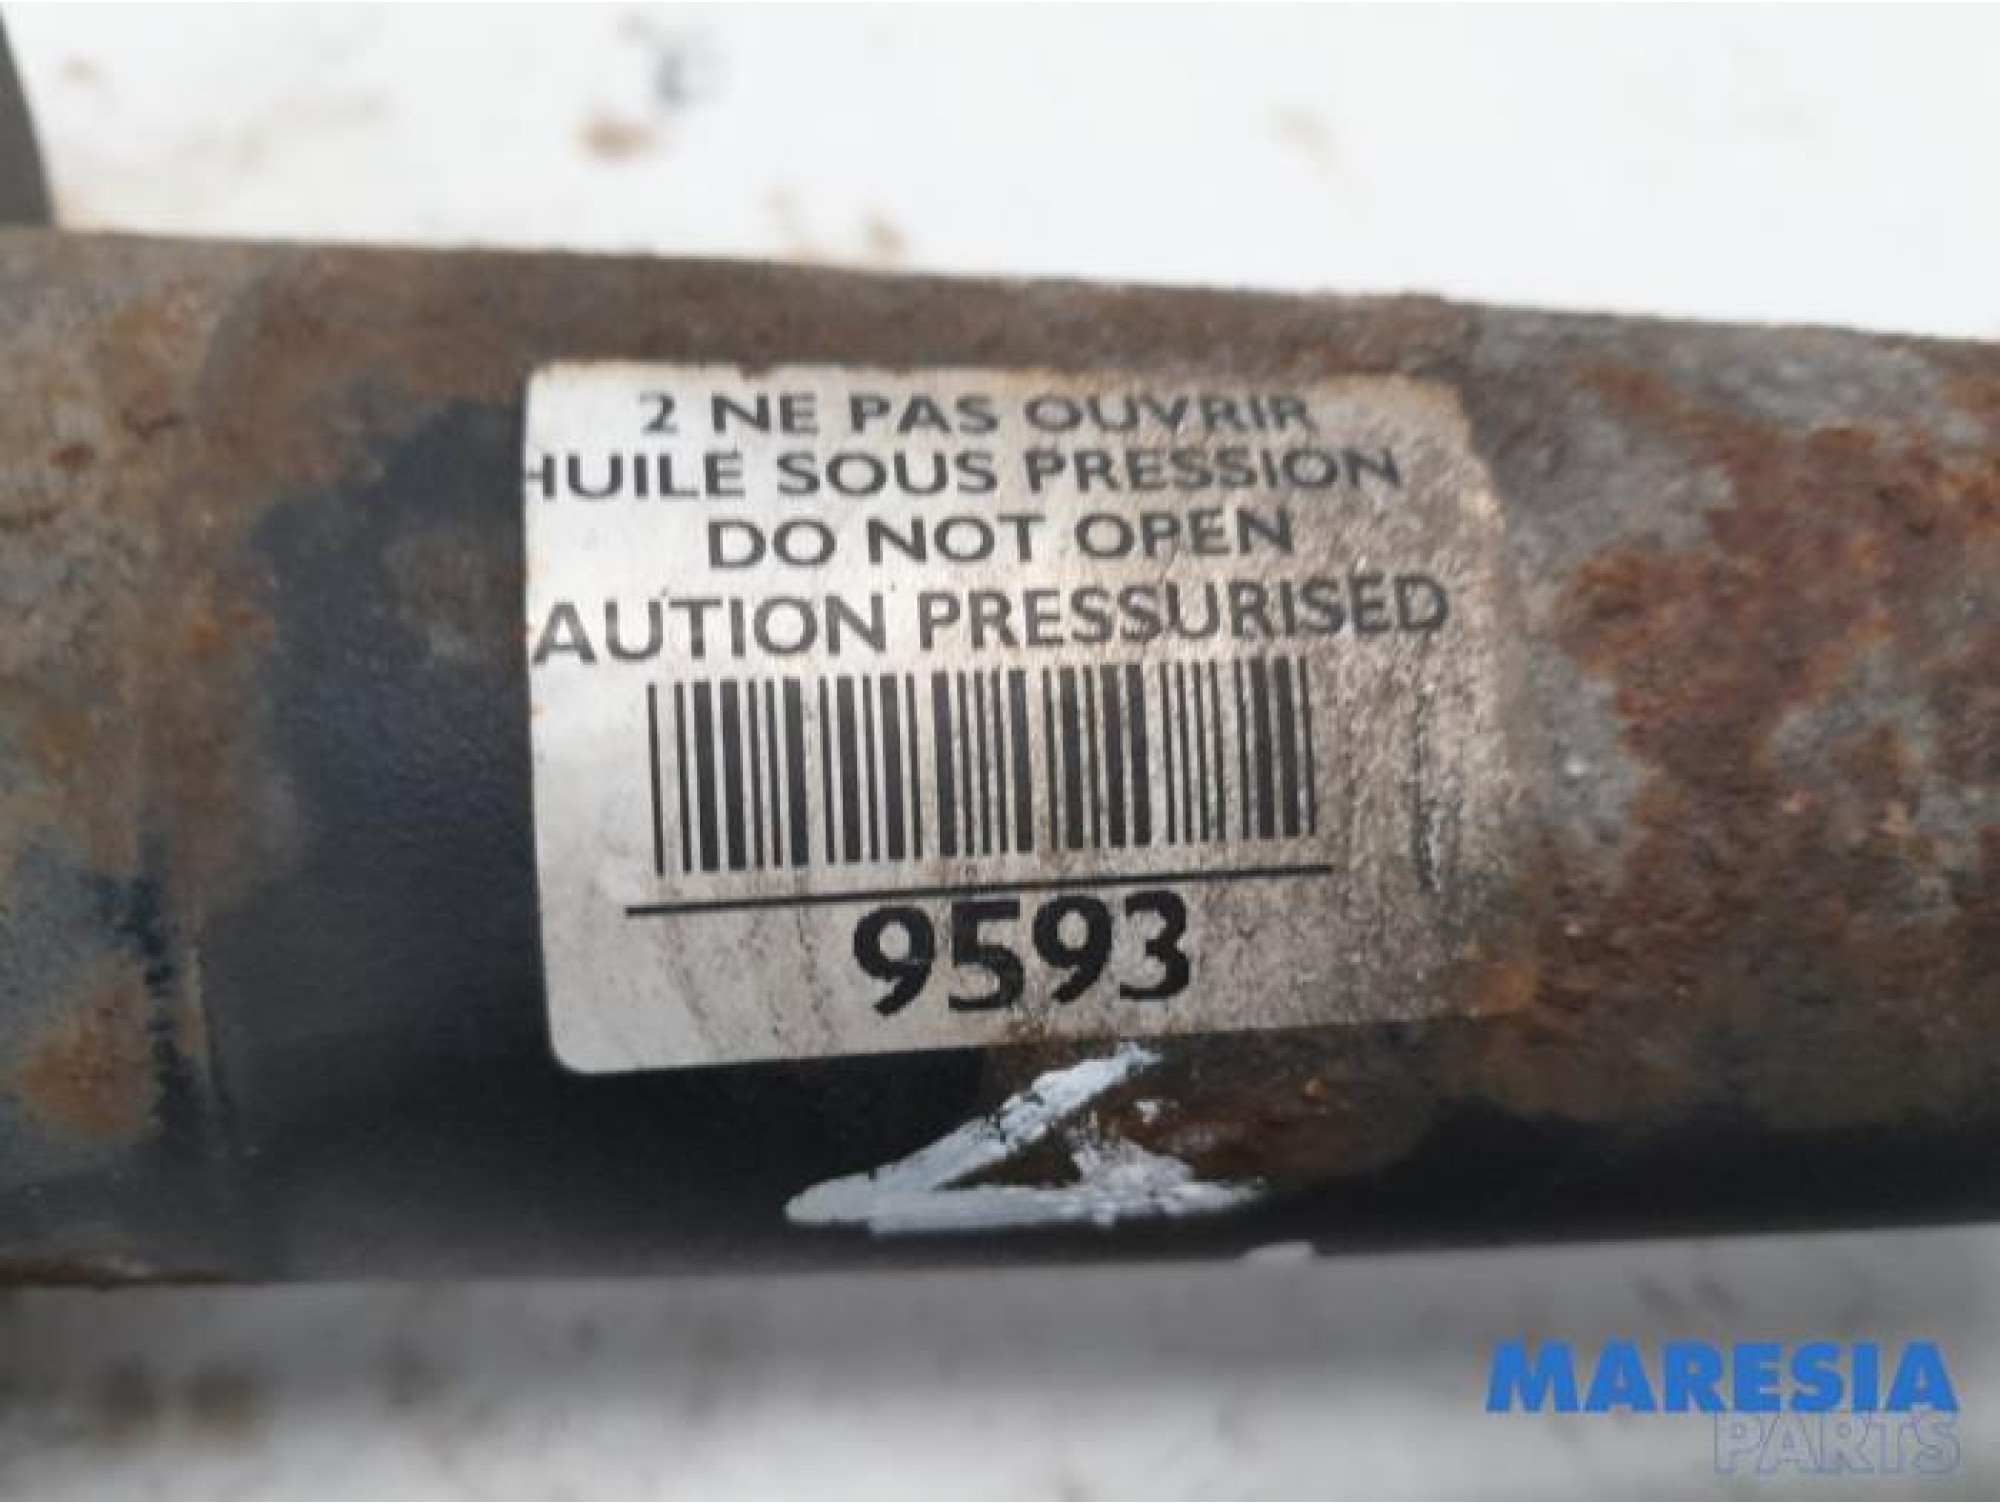 2 NE PAS OUVRIR
HUILE SOUS PRESSION
DO NOT OPEN
AUTION PRESSURISED
9593
MARESIA
PARTS